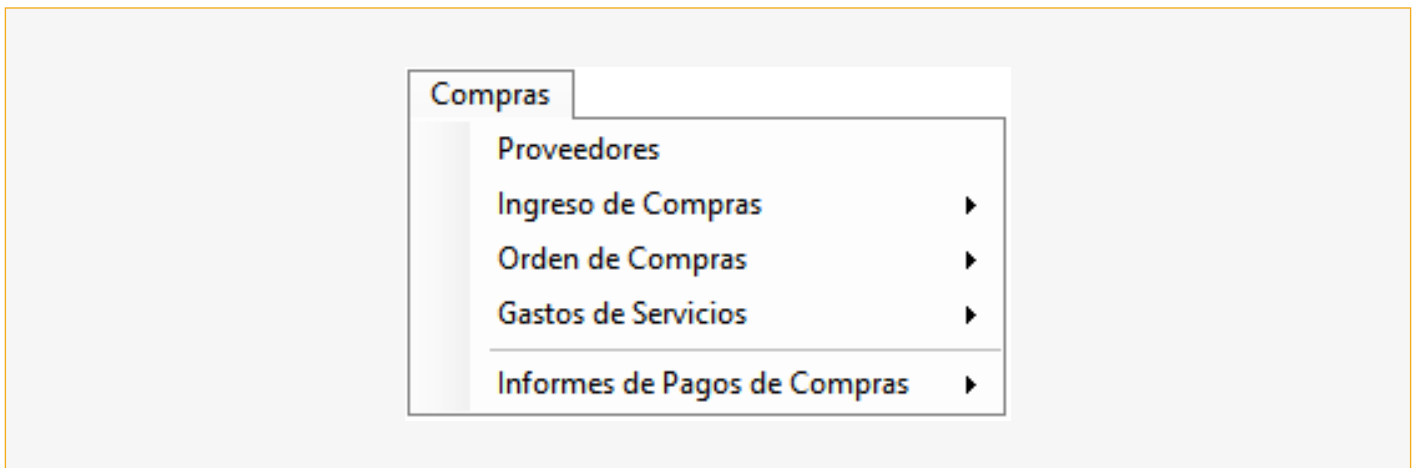 Compras
Proveedores
Ingreso de Compras
Orden de Compras
Gastos de Servicios
Informes de Pagos de Compras